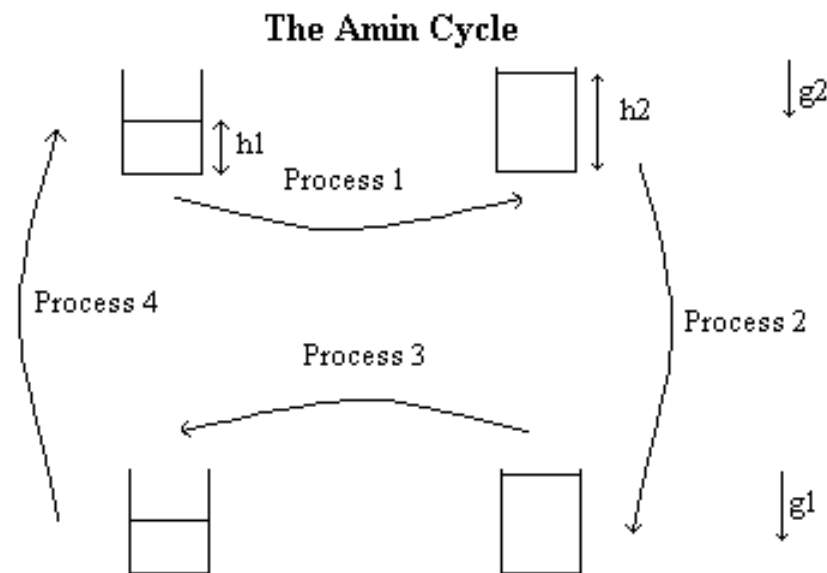 The Amin Cycle
h1
h2
g2
Process 1
Process 4
Process 2
Process 3
g1